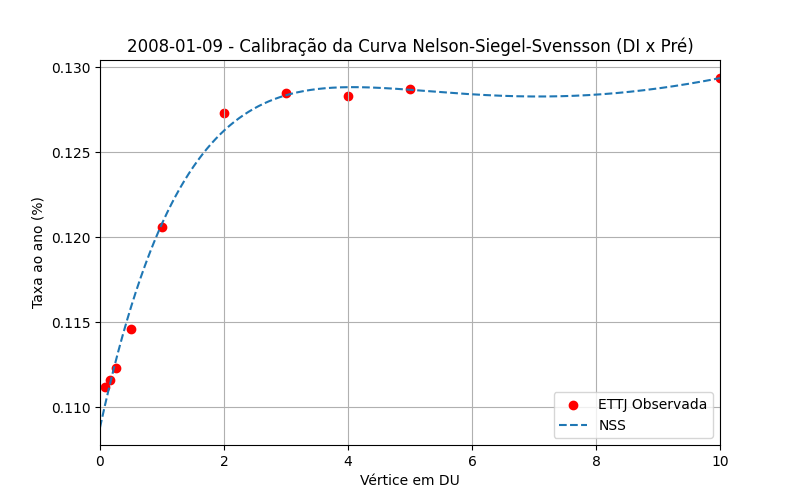 2008-01-09 - Calibração da Curva Nelson-Siegel-Svensson (DI x Pré)
0.130
0.125
0.120
0.115
0.110
Taxa ao ano (%)
0 2 4 6 8 10
Vértice em DU
ETTJ Observada
NSS